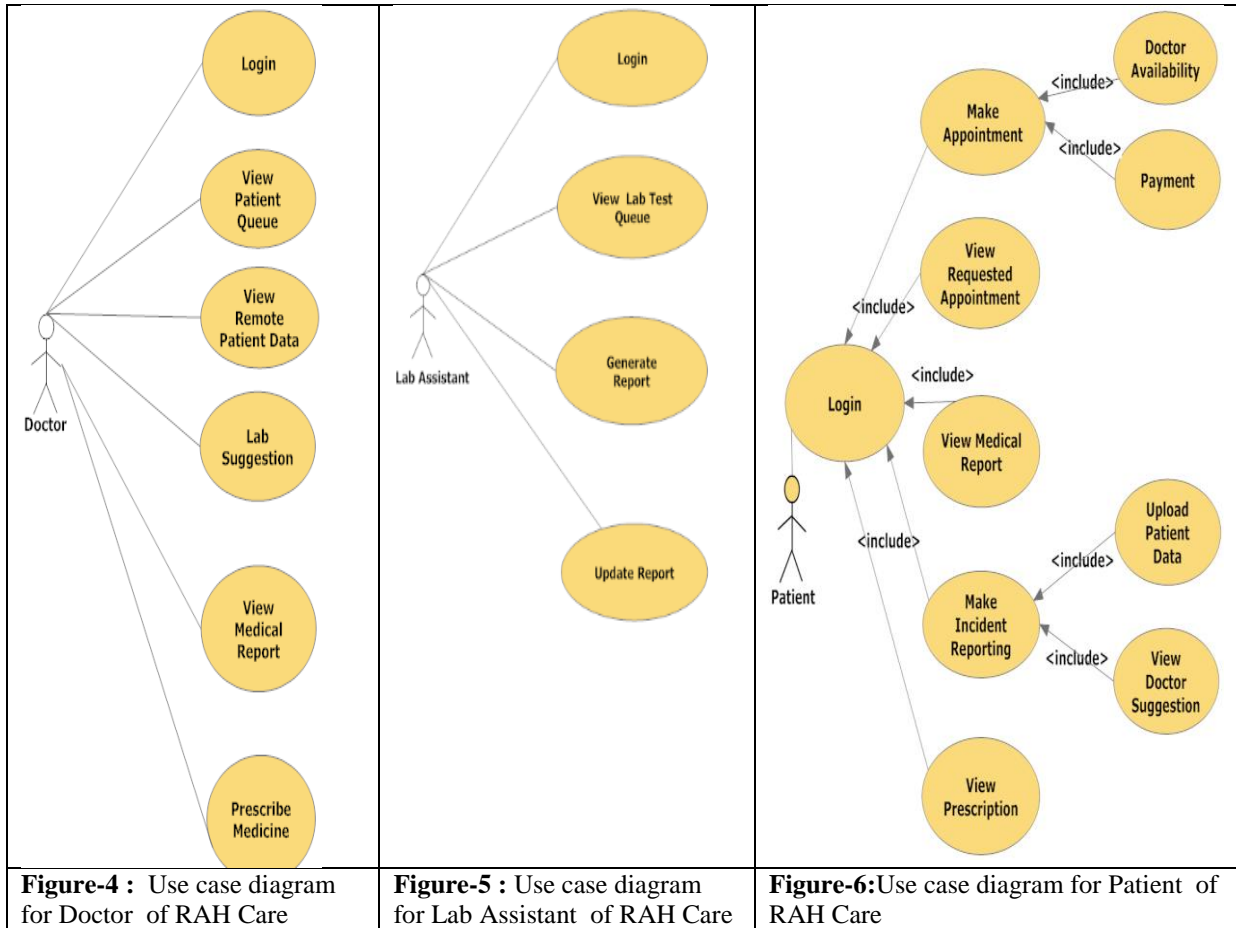 Login
View
Patient
Queue
View
Remote
Patient Data
Doctor
Lab
Suggestion
View
Medical
Report
Prescribe
Medicine
Login
View Lab Test
Queue
Lab Assistant
Generate
Report
Update Report
Doctor
Availability
<include>
Make
Appointment
<include>
Payment
View
Requested
Appointment
<include>
<include>
Login
View Medical
Report
Upload
Patient
Data
<include>
<include>
Patient
Make
Incident
Reporting
<include>
View
Doctor
Suggestion
View
Prescription
Figure-4 : Use case diagram
for Doctor of RAH Care
Figure-5 : Use case diagram
for Lab Assistant of RAH Care
Figure-6:Use case diagram for Patient of
RAH Care